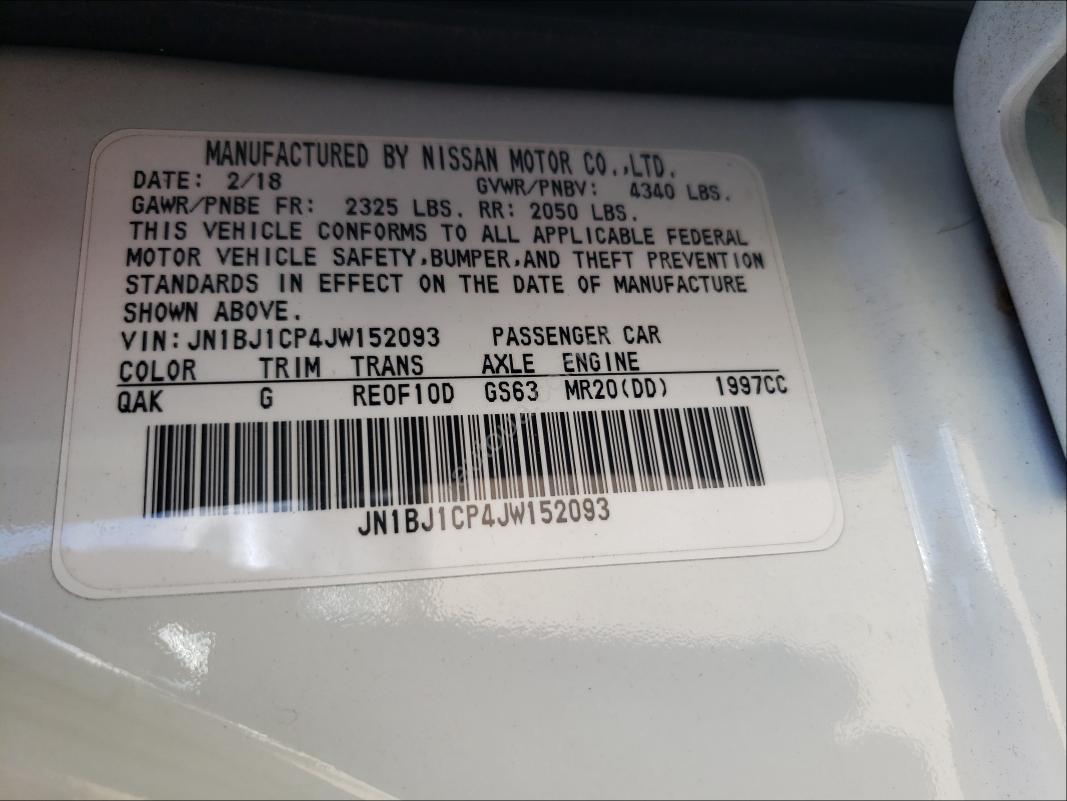 MANUFACTURED BY NISSAN MOTOR CO.,LTD.
DATE: 2/18 GVWR/PNBV: 4340 LBS.
GAWR/PNBE FR: 2325 LBS. RR: 2050 LBS.
THIS VEHICLE CONFORMS TO ALL APPLICABLE FEDERAL
MOTOR VEHICLE SAFETY,BUMPER,AND THEFT PREVENTION
STANDARDS IN EFFECT ON THE DATE OF MANUFACTURE
SHOWN ABOVE.
VIN:JN1BJ1CP4JW152093 PASSENGER CAR
COLOR TRIM TRANS AXLE ENGINE
QAK G RE0F10D GS63 MR20(DD) 1997CC
JN1BJ1CP4JW152093